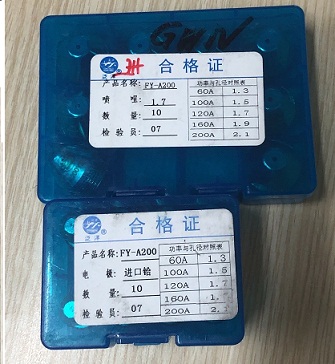 GHIV
合格证
产品名称: FY-A200
喷嘴: 1.7
数量: 10
检验员: 07
功率与孔径对照表
60A 1.3
100A 1.5
120A 1.7
160A 1.9
200A 2.1
合格证
产品名称: FY-A200
电极: 进口铪
数量: 10
检验员: 07
功率与孔径对照表
60A 1.3
100A 1.5
120A 1.7
160A 1.
200A 2.1